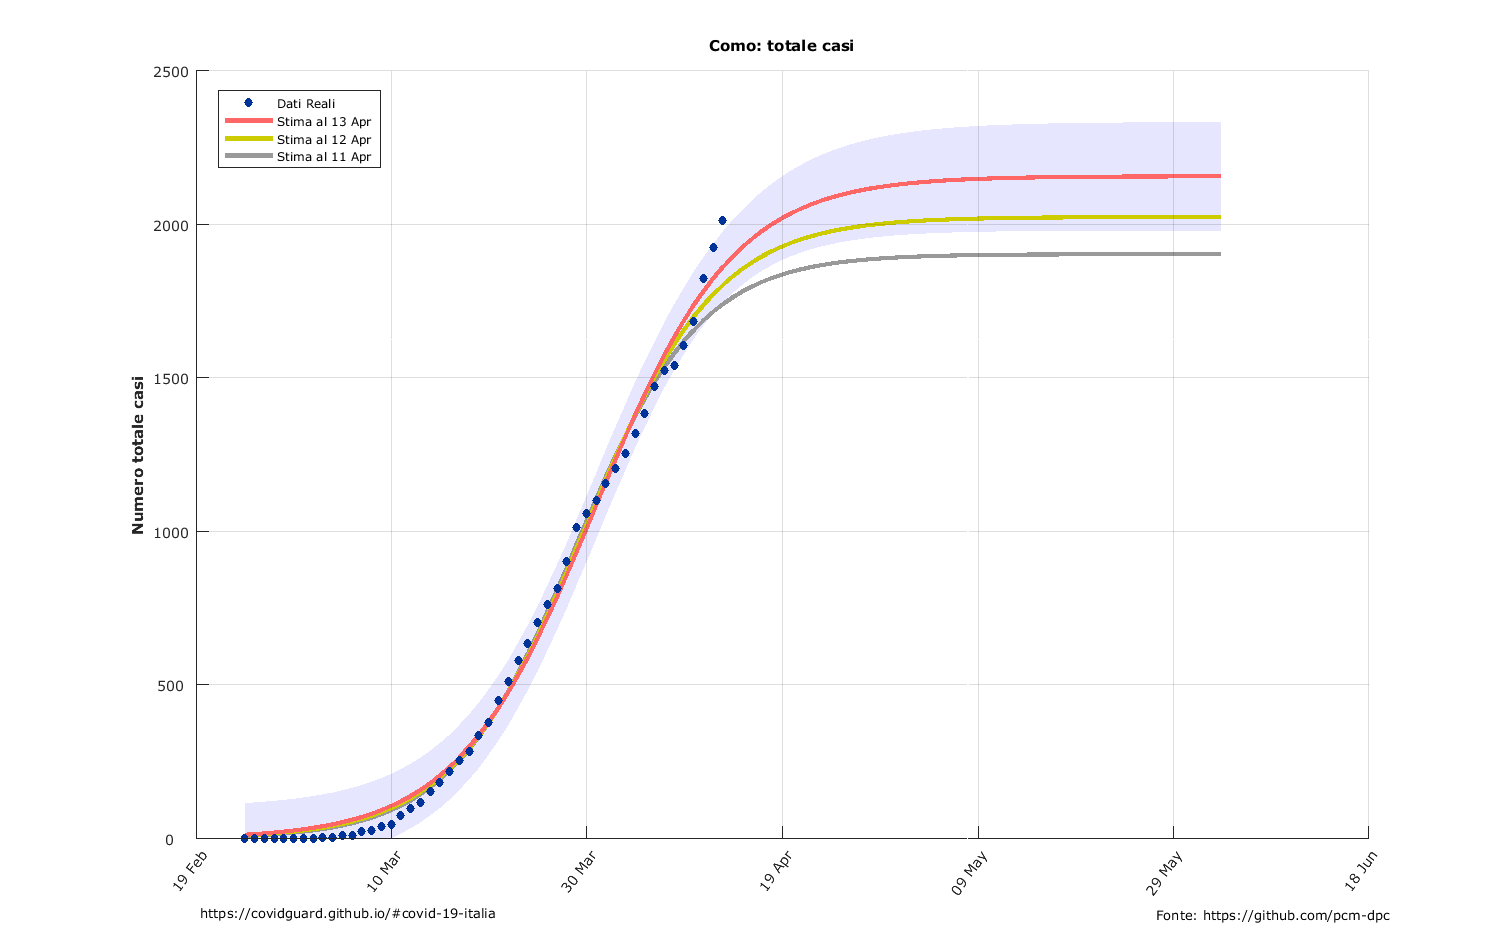 Como: totale casi
2500
2000
1500
1000
500
0
Numero totale casi
Dati Reali
Stima al 13 Apr
Stima al 12 Apr
Stima al 11 Apr
19 Feb
10 Mar
30 Mar
19 Apr
09 May
29 May
18 Jun
https://covidguard.github.io/#covid-19-italia
Fonte: https://github.com/pcm-dpc